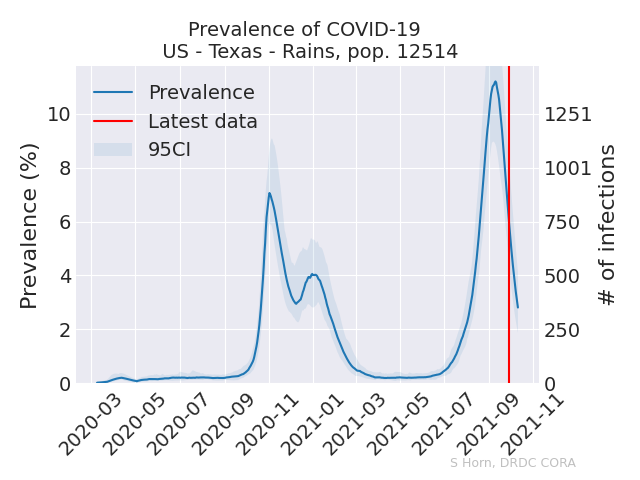 Prevalence of COVID-19
US - Texas - Rains, pop. 12514
Prevalence
Latest data
95CI
Prevalence (%)
10
8
6
4
2
0
1251
1001
750
500
250
0
# of infections
2020-03
2020-05
2020-07
2020-09
2020-11
2021-01
2021-03
2021-05
2021-07
2021-09
2021-11
S Horn, DRDC CORA